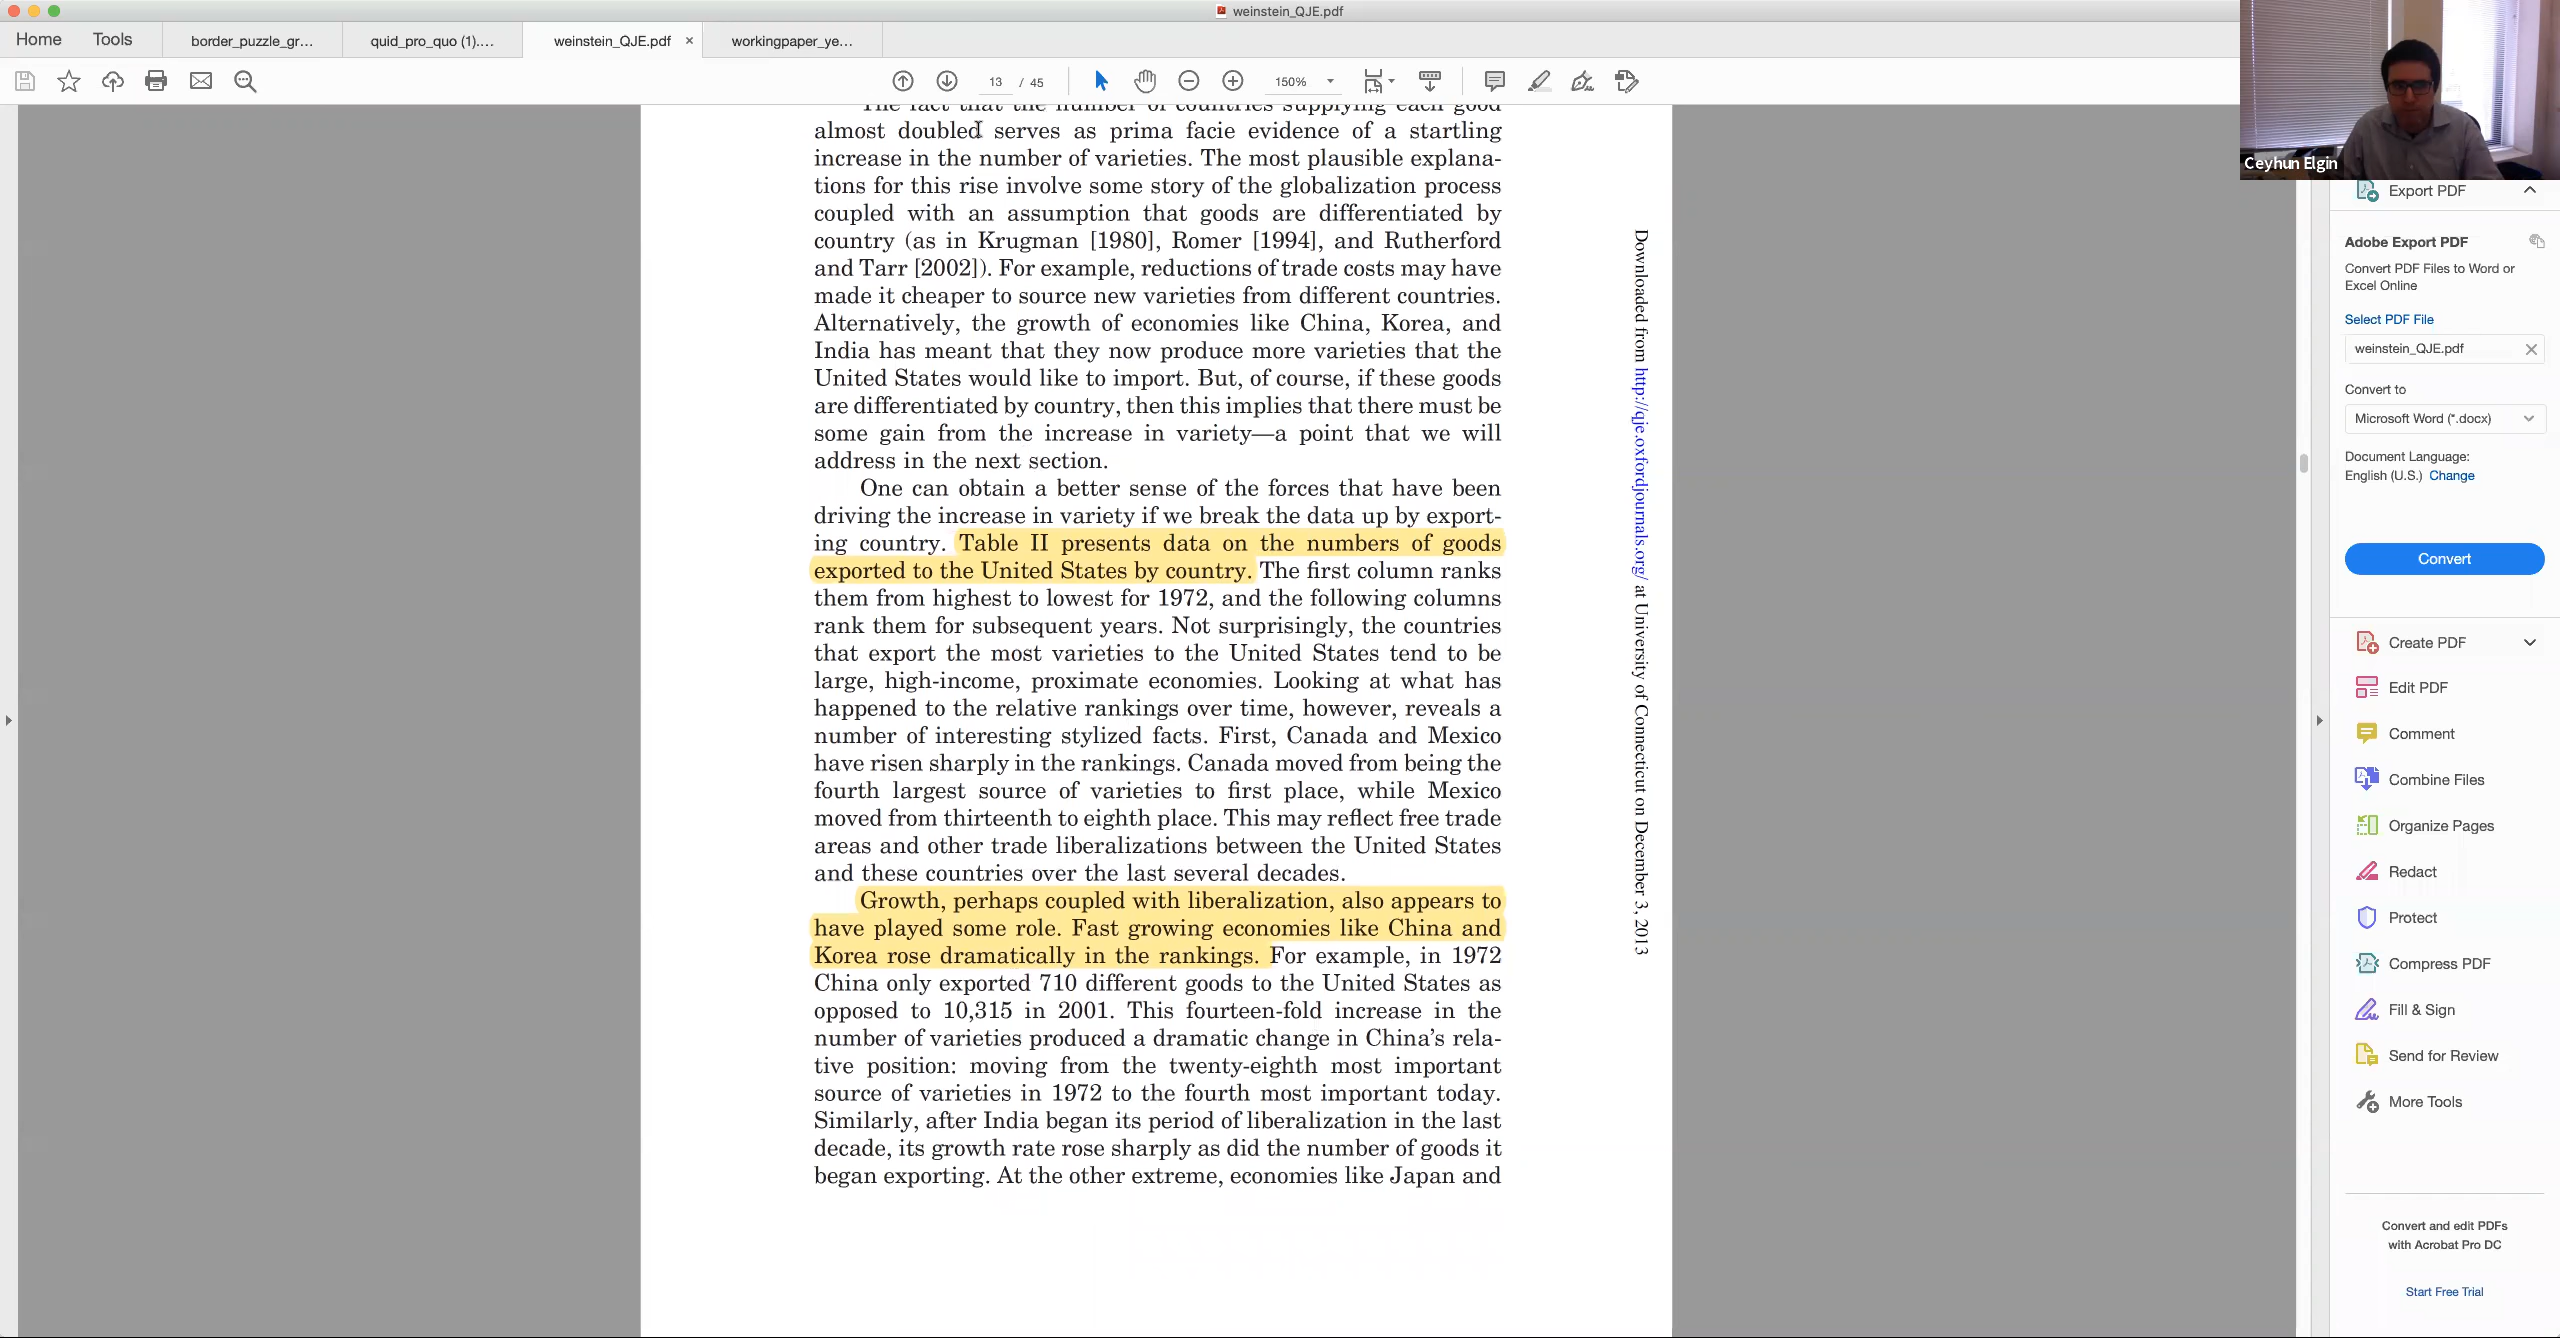 weinstein_QJE.pdf
Home Tools border_puzzle_gr... quid_pro_quo (1).... weinstein_QJE.pdf × workingpaper_ye...
13 / 45 150%
The fact that the number of countries supplying each good
almost doubled serves as prima facie evidence of a startling
increase in the number of varieties. The most plausible explana-
tions for this rise involve some story of the globalization process
coupled with an assumption that goods are differentiated by
country (as in Krugman [1980], Romer [1994], and Rutherford
and Tarr [2002]). For example, reductions of trade costs may have
made it cheaper to source new varieties from different countries.
Alternatively, the growth of economies like China, Korea, and
India has meant that they now produce more varieties that the
United States would like to import. But, of course, if these goods
are differentiated by country, then this implies that there must be
some gain from the increase in variety—a point that we will
address in the next section.
One can obtain a better sense of the forces that have been
driving the increase in variety if we break the data up by export-
ing country. Table II presents data on the numbers of goods
exported to the United States by country. The first column ranks
them from highest to lowest for 1972, and the following columns
rank them for subsequent years. Not surprisingly, the countries
that export the most varieties to the United States tend to be
large, high-income, proximate economies. Looking at what has
happened to the relative rankings over time, however, reveals a
number of interesting stylized facts. First, Canada and Mexico
have risen sharply in the rankings. Canada moved from being the
fourth largest source of varieties to first place, while Mexico
moved from thirteenth to eighth place. This may reflect free trade
areas and other trade liberalizations between the United States
and these countries over the last several decades.
Growth, perhaps coupled with liberalization, also appears to
have played some role. Fast growing economies like China and
Korea rose dramatically in the rankings. For example, in 1972
China only exported 710 different goods to the United States as
opposed to 10,315 in 2001. This fourteen-fold increase in the
number of varieties produced a dramatic change in China's rela-
tive position: moving from the twenty-eighth most important
source of varieties in 1972 to the fourth most important today.
Similarly, after India began its period of liberalization in the last
decade, its growth rate rose sharply as did the number of goods it
began exporting. At the other extreme, economies like Japan and
Downloaded from http://qje.oxfordjournals.org/ at University of Connecticut on December 3, 2013
Ceyhun Elgin
Export PDF
Adobe Export PDF
Convert PDF Files to Word or
Excel Online
Select PDF File
weinstein_QJE.pdf
Convert to
Microsoft Word (*.docx)
Document Language:
English (U.S.) Change
Convert
Create PDF
Edit PDF
Comment
Combine Files
Organize Pages
Redact
Protect
Compress PDF
Fill & Sign
Send for Review
More Tools
Convert and edit PDFs
with Acrobat Pro DC
Start Free Trial